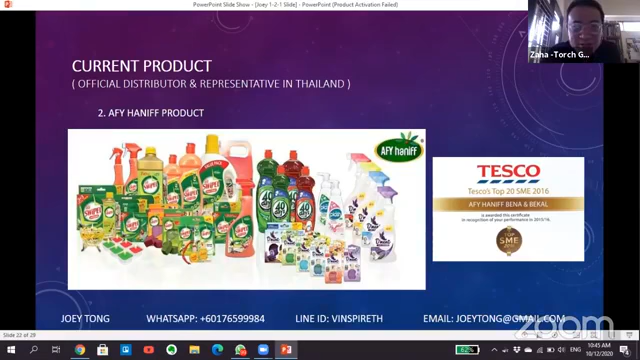 PowerPoint Slide Show - [Joey 1-2-1 Slide] - PowerPoint (Product Activation Failed)
Zaha -Torch G...
CURRENT PRODUCT
( OFFICIAL DISTRIBUTOR & REPRESENTATIVE IN THAILAND )
2. AFY HANIFF PRODUCT
AFY haniff
TESCO
Tesco's Top 20 SME 2016
AFY HANIFF BENA & BEKAL
is awarded this certificate
in recognition of your performance in 2015/16.
TOP
SME
JOEY TONG
WHATSAPP: +60176599984
LINE ID: VINSPIRETH
EMAIL: JOEYTONG@GMAIL.COM
zoom
Slide 22 of 29
62%
ENG
10:45 AM
10/12/2020